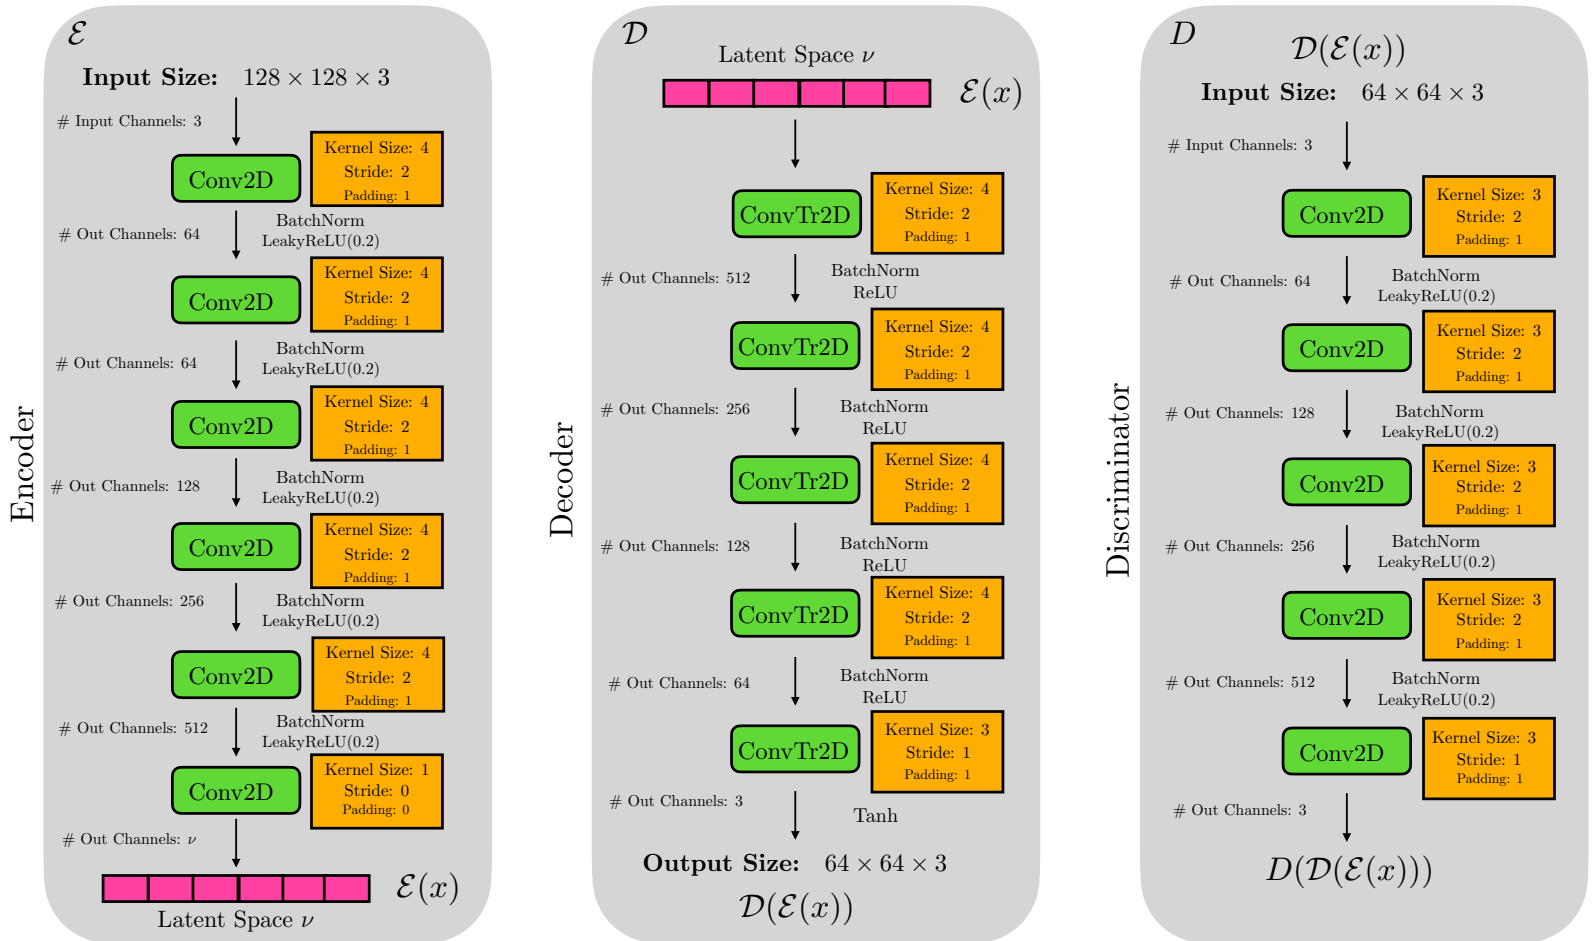 Encoder
ℰ
Input Size: 128 × 128 × 3
# Input Channels: 3
Conv2D
Kernel Size: 4
Stride: 2
Padding: 1
# Out Channels: 64
BatchNorm
LeakyReLU(0.2)
Conv2D
Kernel Size: 4
Stride: 2
Padding: 1
# Out Channels: 64
BatchNorm
LeakyReLU(0.2)
Conv2D
Kernel Size: 4
Stride: 2
Padding: 1
# Out Channels: 128
BatchNorm
LeakyReLU(0.2)
Conv2D
Kernel Size: 4
Stride: 2
Padding: 1
# Out Channels: 256
BatchNorm
LeakyReLU(0.2)
Conv2D
Kernel Size: 4
Stride: 2
Padding: 1
# Out Channels: 512
BatchNorm
LeakyReLU(0.2)
Conv2D
Kernel Size: 1
Stride: 0
Padding: 0
# Out Channels: ν
ℰ(x)
Latent Space ν
Decoder
𝒟
Latent Space ν
ℰ(x)
ConvTr2D
Kernel Size: 4
Stride: 2
Padding: 1
# Out Channels: 512
BatchNorm
ReLU
ConvTr2D
Kernel Size: 4
Stride: 2
Padding: 1
# Out Channels: 256
BatchNorm
ReLU
ConvTr2D
Kernel Size: 4
Stride: 2
Padding: 1
# Out Channels: 128
BatchNorm
ReLU
ConvTr2D
Kernel Size: 4
Stride: 2
Padding: 1
# Out Channels: 64
BatchNorm
ReLU
ConvTr2D
Kernel Size: 3
Stride: 1
Padding: 1
# Out Channels: 3
Tanh
Output Size: 64 × 64 × 3
𝒟(ℰ(x))
Discriminator
D
𝒟(ℰ(x))
Input Size: 64 × 64 × 3
# Input Channels: 3
Conv2D
Kernel Size: 3
Stride: 2
Padding: 1
# Out Channels: 64
BatchNorm
LeakyReLU(0.2)
Conv2D
Kernel Size: 3
Stride: 2
Padding: 1
# Out Channels: 128
BatchNorm
LeakyReLU(0.2)
Conv2D
Kernel Size: 3
Stride: 2
Padding: 1
# Out Channels: 256
BatchNorm
LeakyReLU(0.2)
Conv2D
Kernel Size: 3
Stride: 2
Padding: 1
# Out Channels: 512
BatchNorm
LeakyReLU(0.2)
Conv2D
Kernel Size: 3
Stride: 1
Padding: 1
# Out Channels: 3
D(𝒟(ℰ(x)))